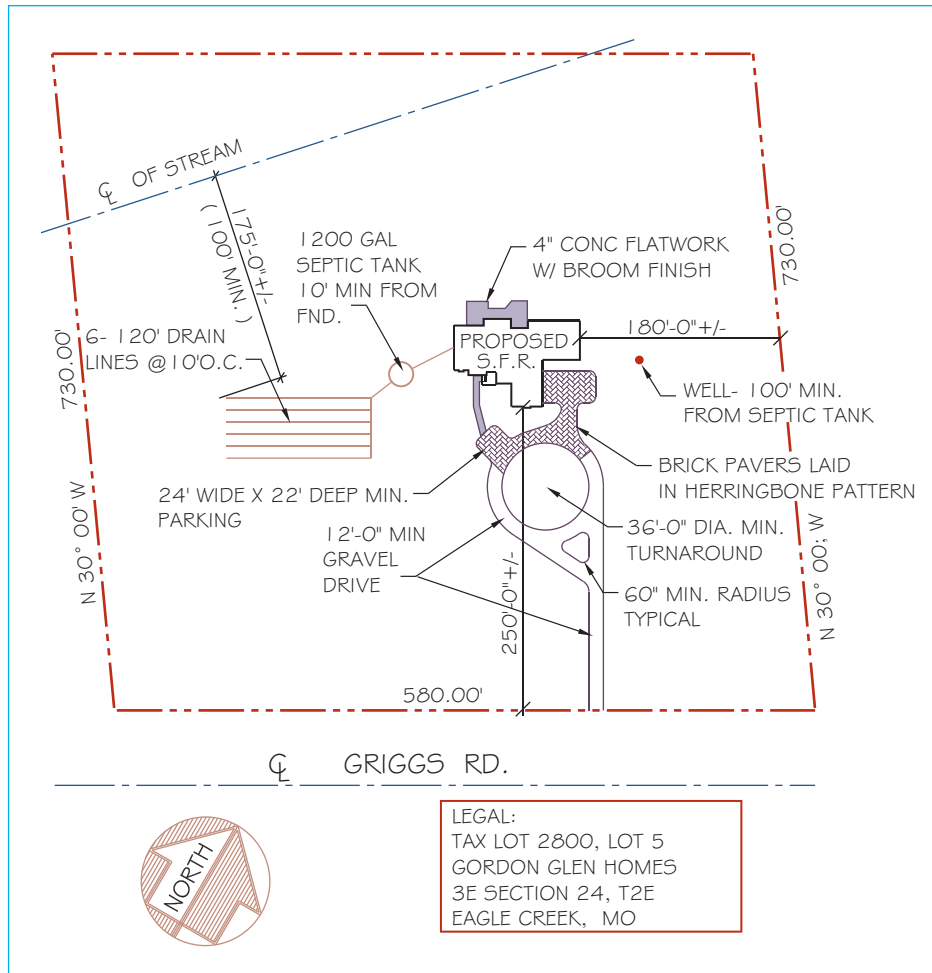 ℄ OF STREAM
175'-0"+/-
( 100' MIN. )
1200 GAL
SEPTIC TANK
10' MIN FROM
FND.
4" CONC FLATWORK
W/ BROOM FINISH
730.00'
180'-0"+/-
PROPOSED
S.F.R.
6- 120' DRAIN
LINES @10'O.C.
730.00'
WELL- 100' MIN.
FROM SEPTIC TANK
BRICK PAVERS LAID
IN HERRINGBONE PATTERN
24' WIDE X 22' DEEP MIN.
PARKING
12'-0" MIN
GRAVEL
DRIVE
36'-0" DIA. MIN.
TURNAROUND
60" MIN. RADIUS
TYPICAL
N 30° 00' W
250'-0"+/-
N 30° 00; W
580.00'
℄ GRIGGS RD.
NORTH
LEGAL:
TAX LOT 2800, LOT 5
GORDON GLEN HOMES
3E SECTION 24, T2E
EAGLE CREEK, MO